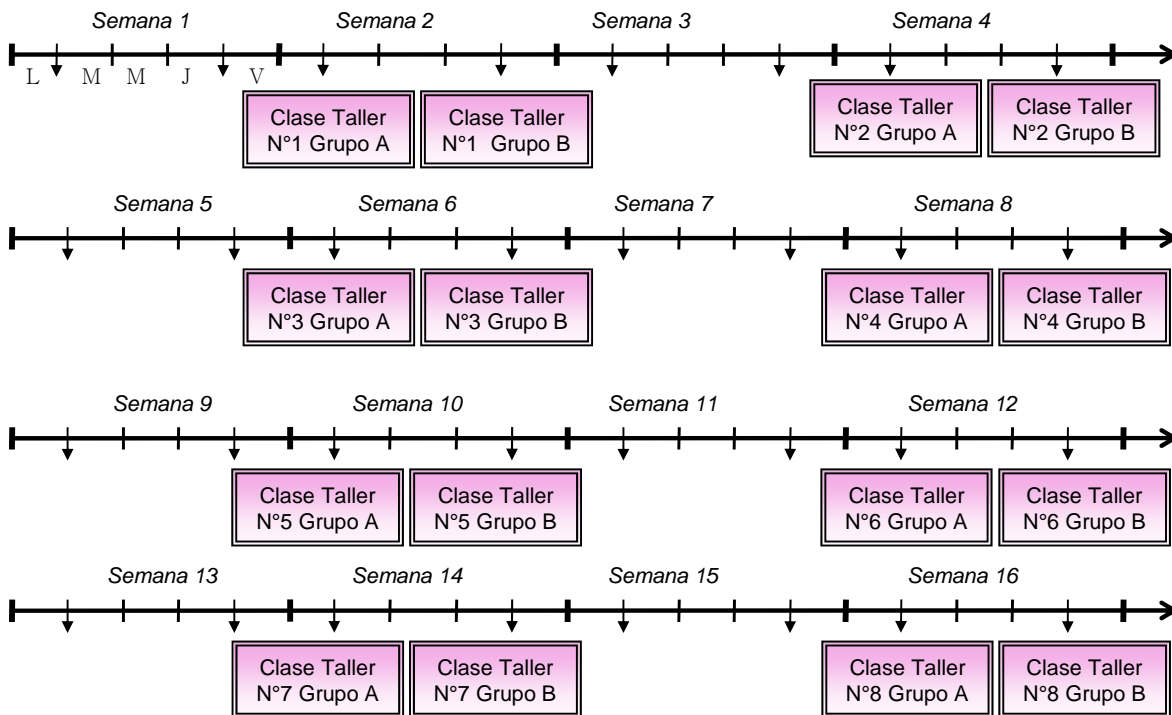 Semana 1
Semana 2
Semana 3
Semana 4
L M M J V
Clase Taller
N°1 Grupo A
Clase Taller
N°1 Grupo B
Clase Taller
N°2 Grupo A
Clase Taller
N°2 Grupo B
Semana 5
Semana 6
Semana 7
Semana 8
Clase Taller
N°3 Grupo A
Clase Taller
N°3 Grupo B
Clase Taller
N°4 Grupo A
Clase Taller
N°4 Grupo B
Semana 9
Semana 10
Semana 11
Semana 12
Clase Taller
N°5 Grupo A
Clase Taller
N°5 Grupo B
Clase Taller
N°6 Grupo A
Clase Taller
N°6 Grupo B
Semana 13
Semana 14
Semana 15
Semana 16
Clase Taller
N°7 Grupo A
Clase Taller
N°7 Grupo B
Clase Taller
N°8 Grupo A
Clase Taller
N°8 Grupo B